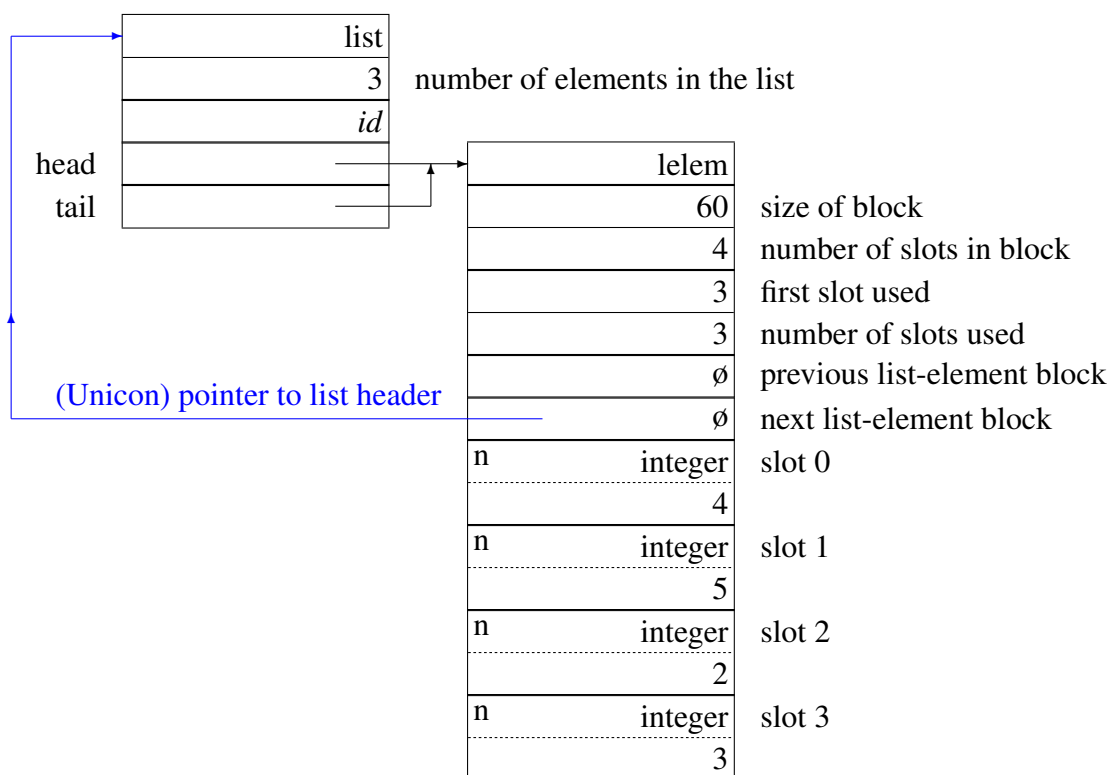 list
3 number of elements in the list
id
head lelem
tail 60 size of block
4 number of slots in block
3 first slot used
3 number of slots used
ø previous list-element block
(Unicon) pointer to list header
ø next list-element block
n integer slot 0
4
n integer slot 1
5
n integer slot 2
2
n integer slot 3
3